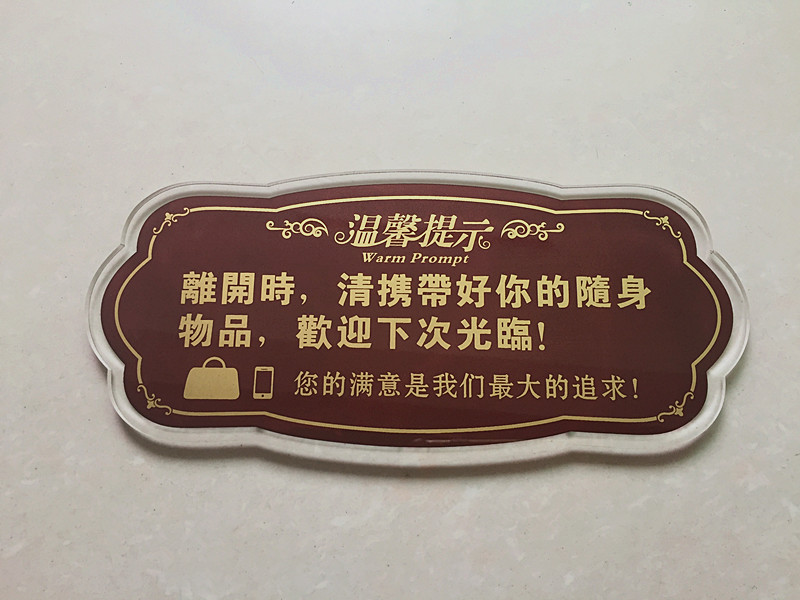 温馨提示
Warm Prompt
離開時，清携帶好你的隨身
物品，歡迎下次光臨！
您的满意是我们最大的追求！